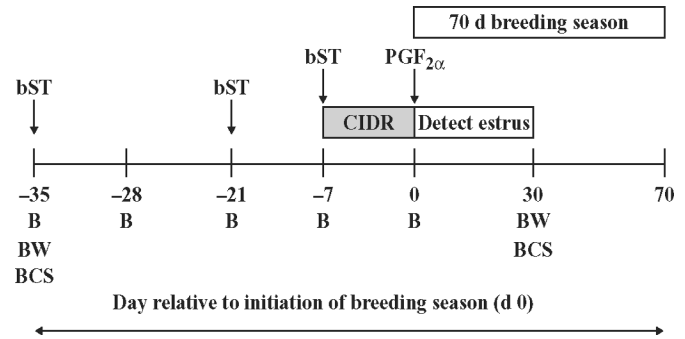 70 d breeding season
bST bST bST PGF2α
CIDR Detect estrus
–35 –28 –21 –7 0 30 70
B B B B B BW
BW BCS
BCS
Day relative to initiation of breeding season (d 0)